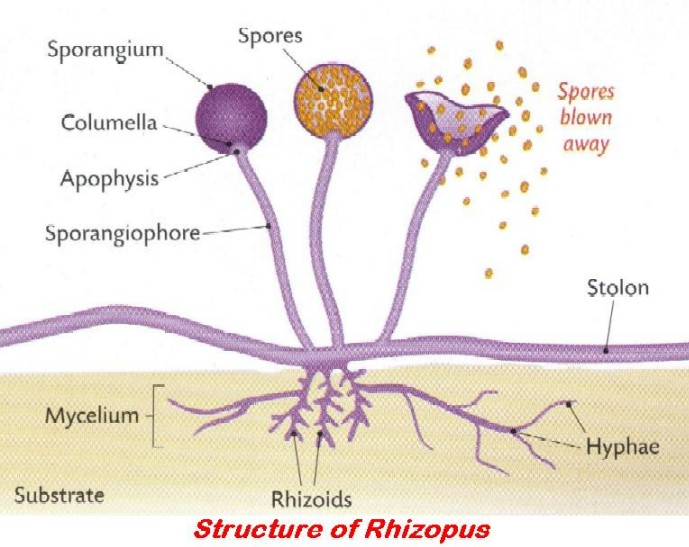 Sporangium
Spores
Columella
Spores
blown
away
Apophysis
Sporangiophore
Stolon
Mycelium
Hyphae
Substrate
Rhizoids
Structure of Rhizopus